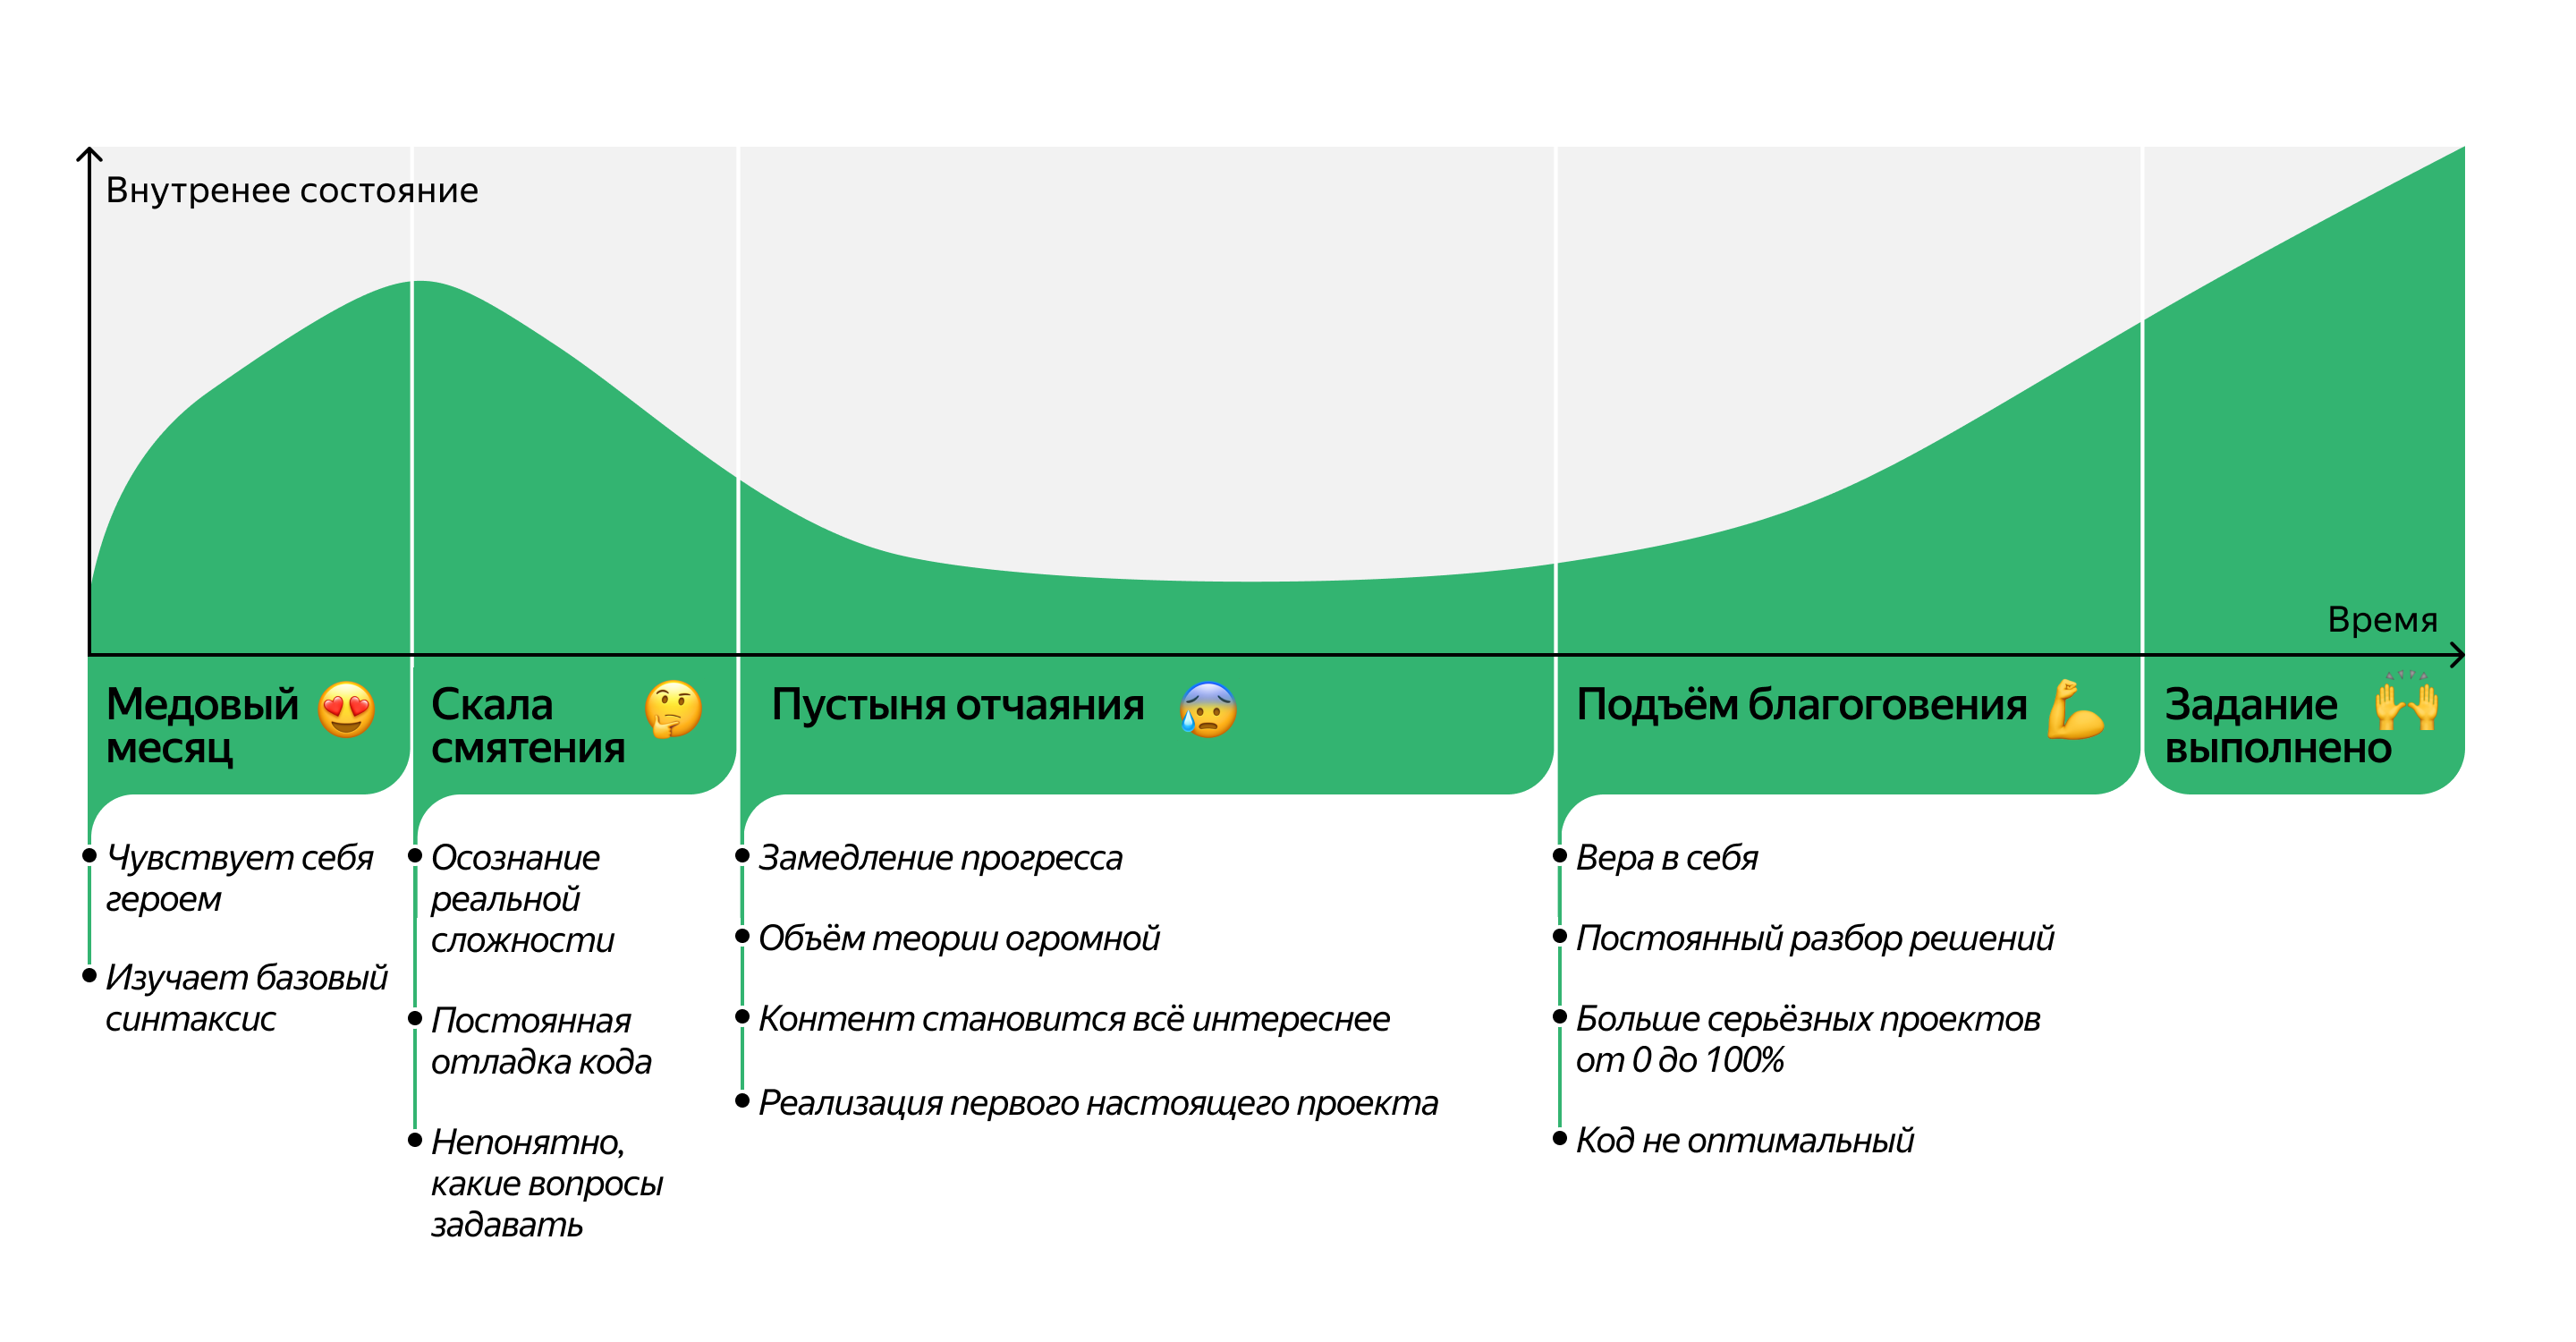 Внутренее состояние
Время
Медовый
месяц
Чувствует себя
героем
Изучает базовый
синтаксис
Скала
смятения
Осознание
реальной
сложности
Постоянная
отладка кода
Непонятно,
какие вопросы
задавать
Пустыня отчаяния
Замедление прогресса
Объём теории огромной
Контент становится всё интереснее
Реализация первого настоящего проекта
Подъём благоговения
Вера в себя
Постоянный разбор решений
Больше серьёзных проектов
от 0 до 100%
Код не оптимальный
Задание
выполнено